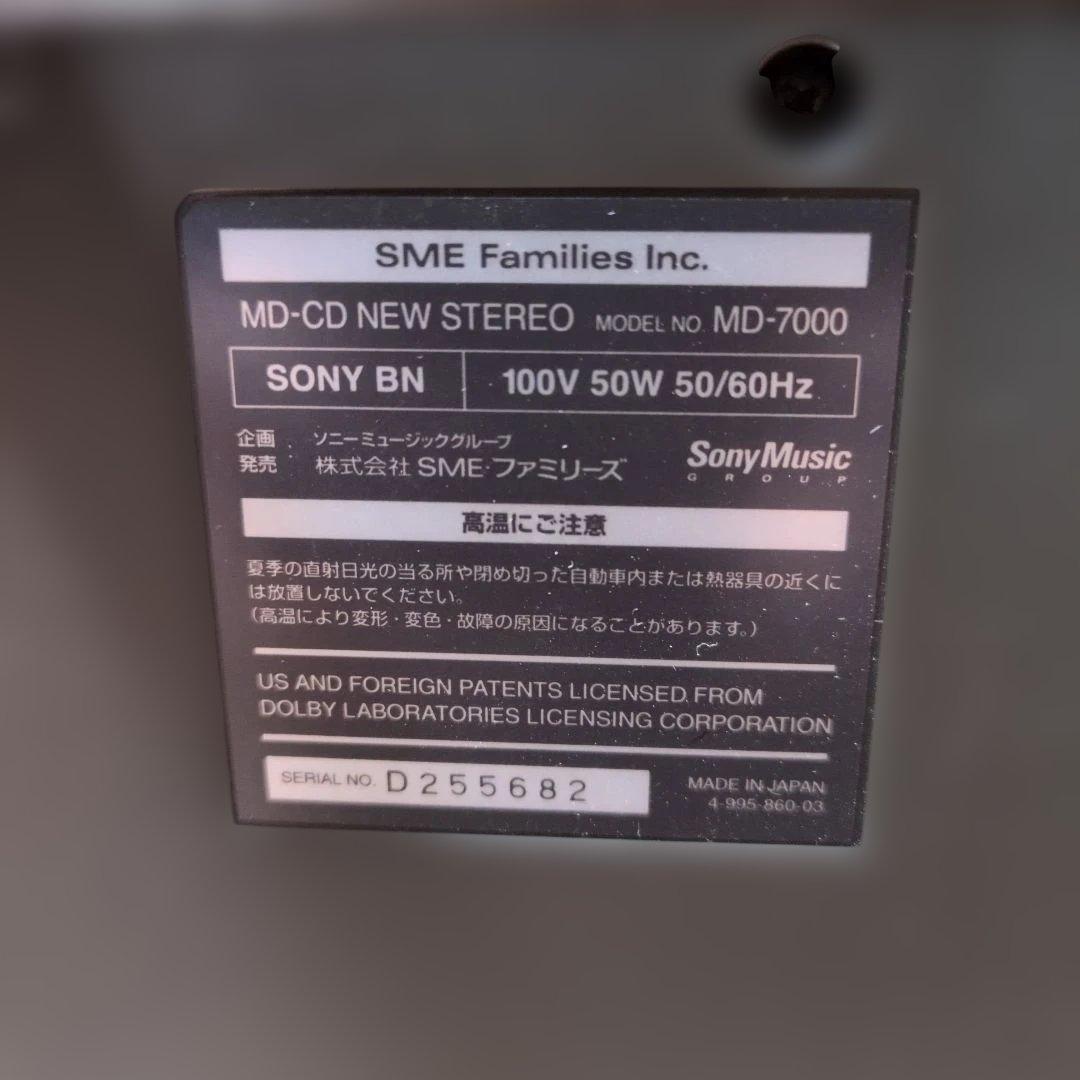 SME Families Inc.
MD-CD NEW STEREO MODEL NO. MD-7000
SONY BN 100V 50W 50/60Hz
企画 ソニーミュージックグループ
発売 株式会社 SME・ファミリーズ
Sony Music
GROUP
高温にご注意
夏季の直射日光の当る所や閉め切った自動車内または熱器具の近くに
は放置しないでください。
(高温により変形・変色・故障の原因になることがあります。)
US AND FOREIGN PATENTS LICENSED FROM
DOLBY LABORATORIES LICENSING CORPORATION
SERIAL NO. D255682
MADE IN JAPAN
4-995-860-03